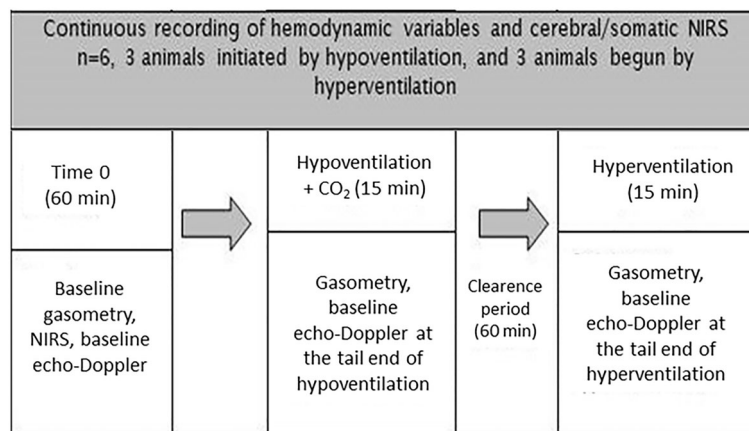 Continuous recording of hemodynamic variables and cerebral/somatic NIRS
n=6, 3 animals initiated by hypoventilation, and 3 animals begun by
hyperventilation
Time 0
(60 min)
Baseline
gasometry,
NIRS, baseline
echo-Doppler
Hypoventilation
+ CO₂ (15 min)
Gasometry,
baseline
echo-Doppler at
the tail end of
hypoventilation
Clearence
period
(60 min)
Hyperventilation
(15 min)
Gasometry,
baseline
echo-Doppler at
the tail end of
hyperventilation